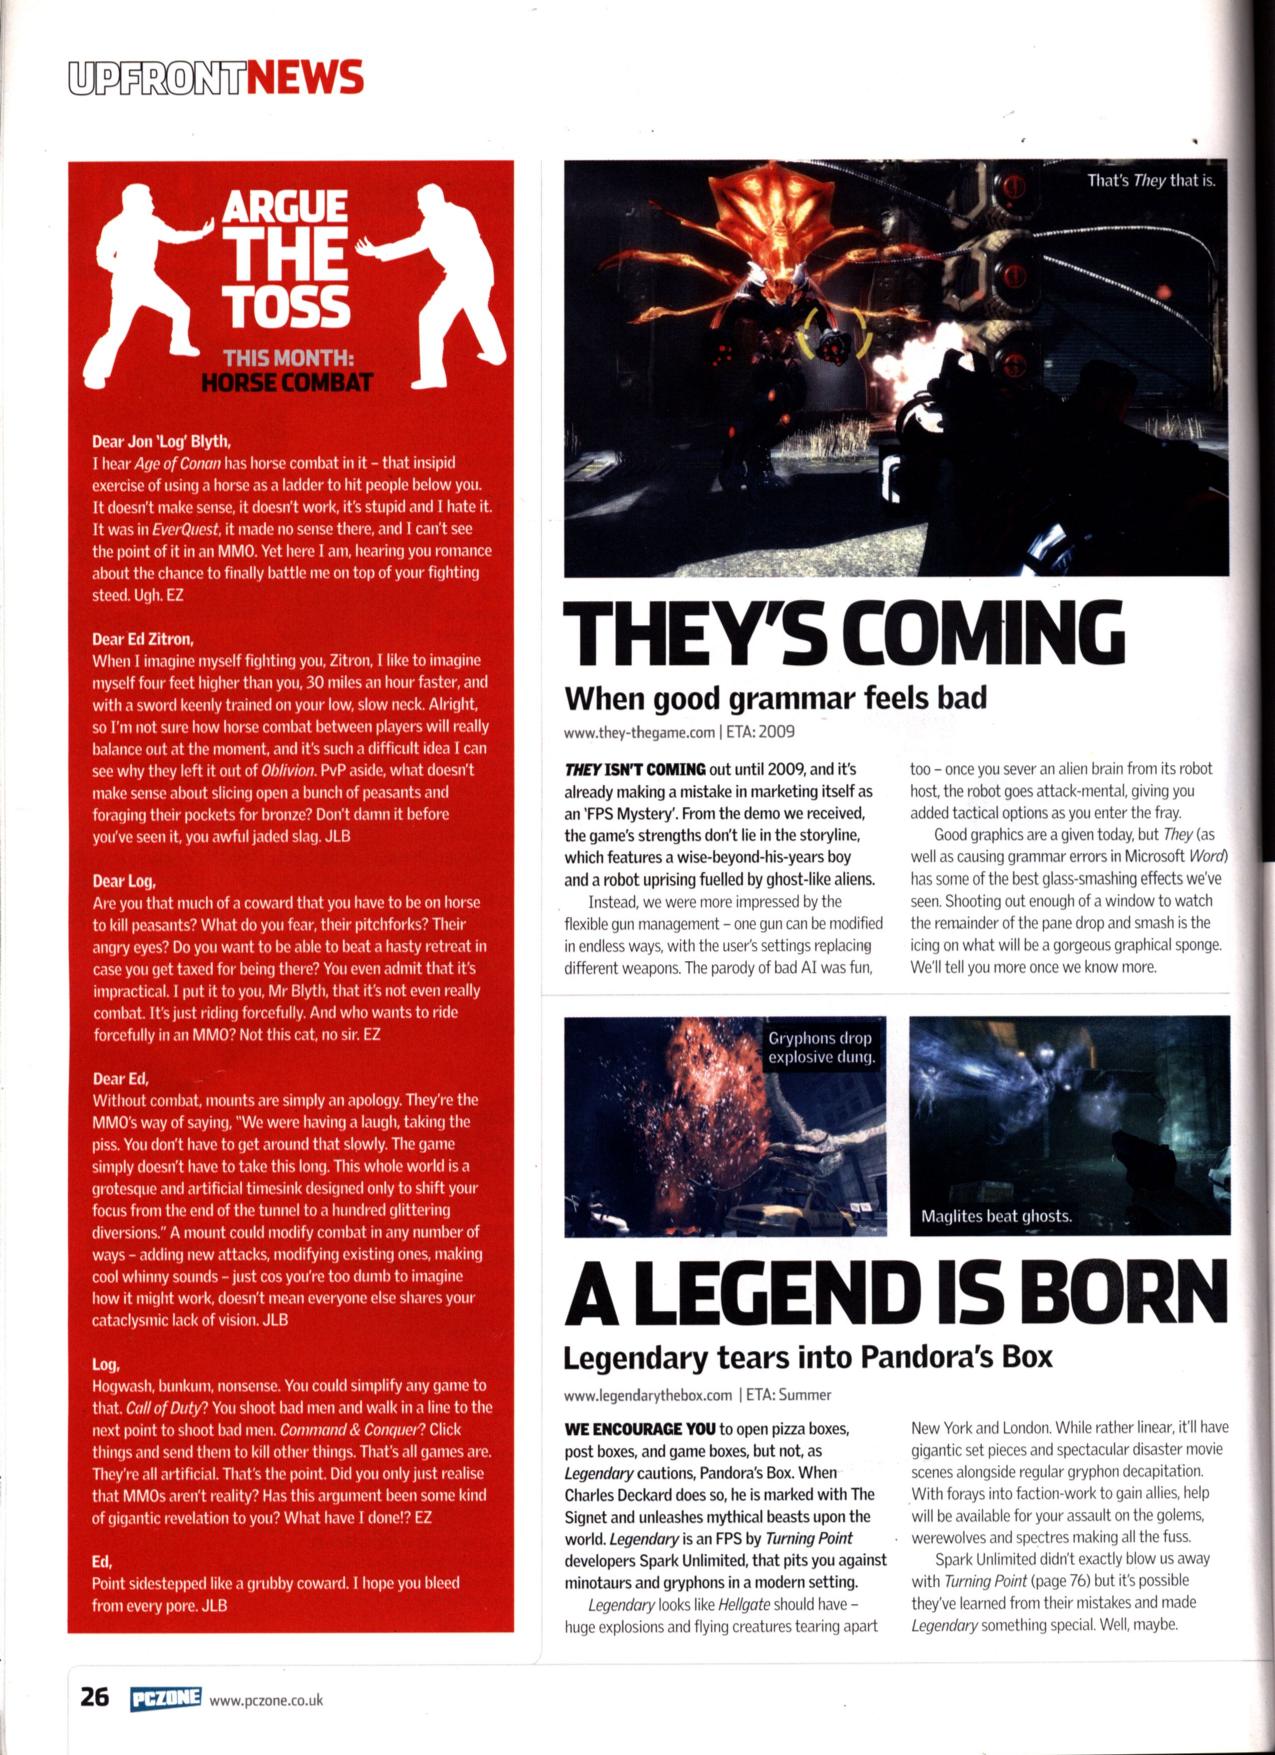 UPFRONTNEWS
ARGUE
THE
TOSS
THIS MONTH:
HORSE COMBAT
Dear Jon 'Log' Blyth,
I hear Age of Conan has horse combat in it – that insipid
exercise of using a horse as a ladder to hit people below you.
It doesn't make sense, it doesn't work, it's stupid and I hate it.
It was in EverQuest, it made no sense there, and I can't see
the point of it in an MMO. Yet here I am, hearing you romance
about the chance to finally battle me on top of your fighting
steed. Ugh. EZ
Dear Ed Zitron,
When I imagine myself fighting you, Zitron, I like to imagine
myself four feet higher than you, 30 miles an hour faster, and
with a sword keenly trained on your low, slow neck. Alright,
so I'm not sure how horse combat between players will really
balance out at the moment, and it's such a difficult idea I can
see why they left it out of Oblivion. PvP aside, what doesn't
make sense about slicing open a bunch of peasants and
foraging their pockets for bronze? Don't damn it before
you've seen it, you awful jaded slag. JLB
Dear Log,
Are you that much of a coward that you have to be on horse
to kill peasants? What do you fear, their pitchforks? Their
angry eyes? Do you want to be able to beat a hasty retreat in
case you get taxed for being there? You even admit that it's
impractical. I put it to you, Mr Blyth, that it's not even really
combat. It's just riding forcefully. And who wants to ride
forcefully in an MMO? Not this cat, no sir. EZ
Dear Ed,
Without combat, mounts are simply an apology. They're the
MMO's way of saying, "We were having a laugh, taking the
piss. You don't have to get around that slowly. The game
simply doesn't have to take this long. This whole world is a
grotesque and artificial timesink designed only to shift your
focus from the end of the tunnel to a hundred glittering
diversions." A mount could modify combat in any number of
ways – adding new attacks, modifying existing ones, making
cool whinny sounds – just cos you're too dumb to imagine
how it might work, doesn't mean everyone else shares your
cataclysmic lack of vision. JLB
Log,
Hogwash, bunkum, nonsense. You could simplify any game to
that. Call of Duty? You shoot bad men and walk in a line to the
next point to shoot bad men. Command & Conquer? Click
things and send them to kill other things. That's all games are.
They're all artificial. That's the point. Did you only just realise
that MMOs aren't reality? Has this argument been some kind
of gigantic revelation to you? What have I done!? EZ
Ed,
Point sidestepped like a grubby coward. I hope you bleed
from every pore. JLB
That's They that is.
THEY'S COMING
When good grammar feels bad
www.they-thegame.com | ETA: 2009
THEY ISN'T COMING out until 2009, and it's
already making a mistake in marketing itself as
an 'FPS Mystery'. From the demo we received,
the game's strengths don't lie in the storyline,
which features a wise-beyond-his-years boy
and a robot uprising fuelled by ghost-like aliens.
Instead, we were more impressed by the
flexible gun management – one gun can be modified
in endless ways, with the user's settings replacing
different weapons. The parody of bad AI was fun,
too – once you sever an alien brain from its robot
host, the robot goes attack-mental, giving you
added tactical options as you enter the fray.
Good graphics are a given today, but They (as
well as causing grammar errors in Microsoft Word)
has some of the best glass-smashing effects we've
seen. Shooting out enough of a window to watch
the remainder of the pane drop and smash is the
icing on what will be a gorgeous graphical sponge.
We'll tell you more once we know more.
Gryphons drop
explosive dung.
Maglites beat ghosts.
A LEGEND IS BORN
Legendary tears into Pandora's Box
www.legendarythebox.com | ETA: Summer
WE ENCOURAGE YOU to open pizza boxes,
post boxes, and game boxes, but not, as
Legendary cautions, Pandora's Box. When
Charles Deckard does so, he is marked with The
Signet and unleashes mythical beasts upon the
world. Legendary is an FPS by Turning Point
developers Spark Unlimited, that pits you against
minotaurs and gryphons in a modern setting.
Legendary looks like Hellgate should have –
huge explosions and flying creatures tearing apart
New York and London. While rather linear, it'll have
gigantic set pieces and spectacular disaster movie
scenes alongside regular gryphon decapitation.
With forays into faction-work to gain allies, help
will be available for your assault on the golems,
werewolves and spectres making all the fuss.
Spark Unlimited didn't exactly blow us away
with Turning Point (page 76) but it's possible
they've learned from their mistakes and made
Legendary something special. Well, maybe.
26 PCZONE www.pczone.co.uk